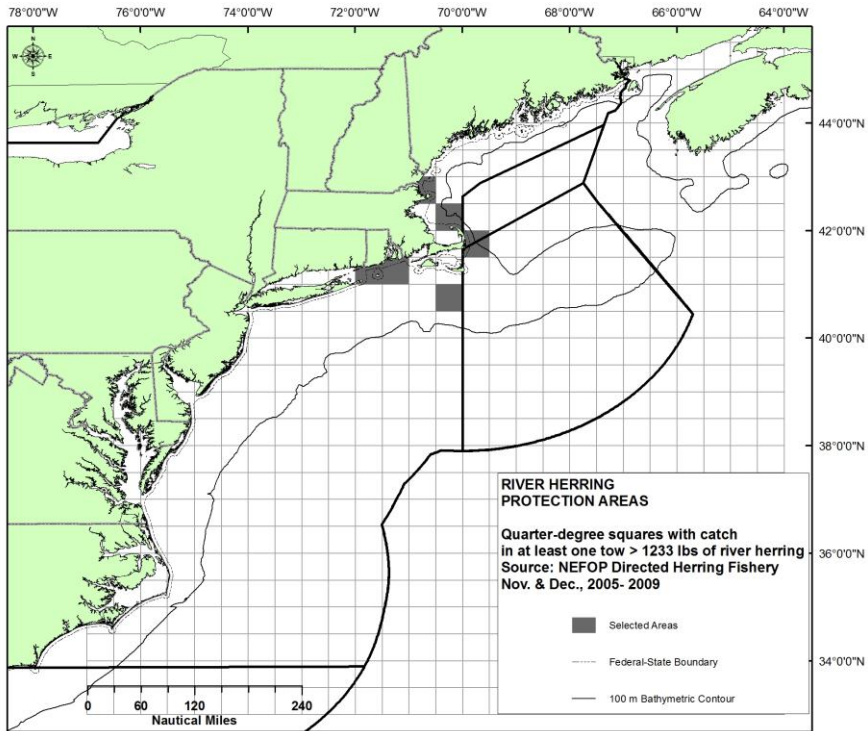 78°0'0"W 76°0'0"W 74°0'0"W 72°0'0"W 70°0'0"W 68°0'0"W 66°0'0"W 64°0'0"W
N
W E
S
44°0'0"N
42°0'0"N
40°0'0"N
38°0'0"N
RIVER HERRING
PROTECTION AREAS
Quarter-degree squares with catch
in at least one tow > 1233 lbs of river herring
Source: NEFOP Directed Herring Fishery
Nov. & Dec., 2005- 2009
36°0'0"N
Selected Areas
Federal-State Boundary
34°0'0"N
100 m Bathymetric Contour
0 60 120 240
Nautical Miles